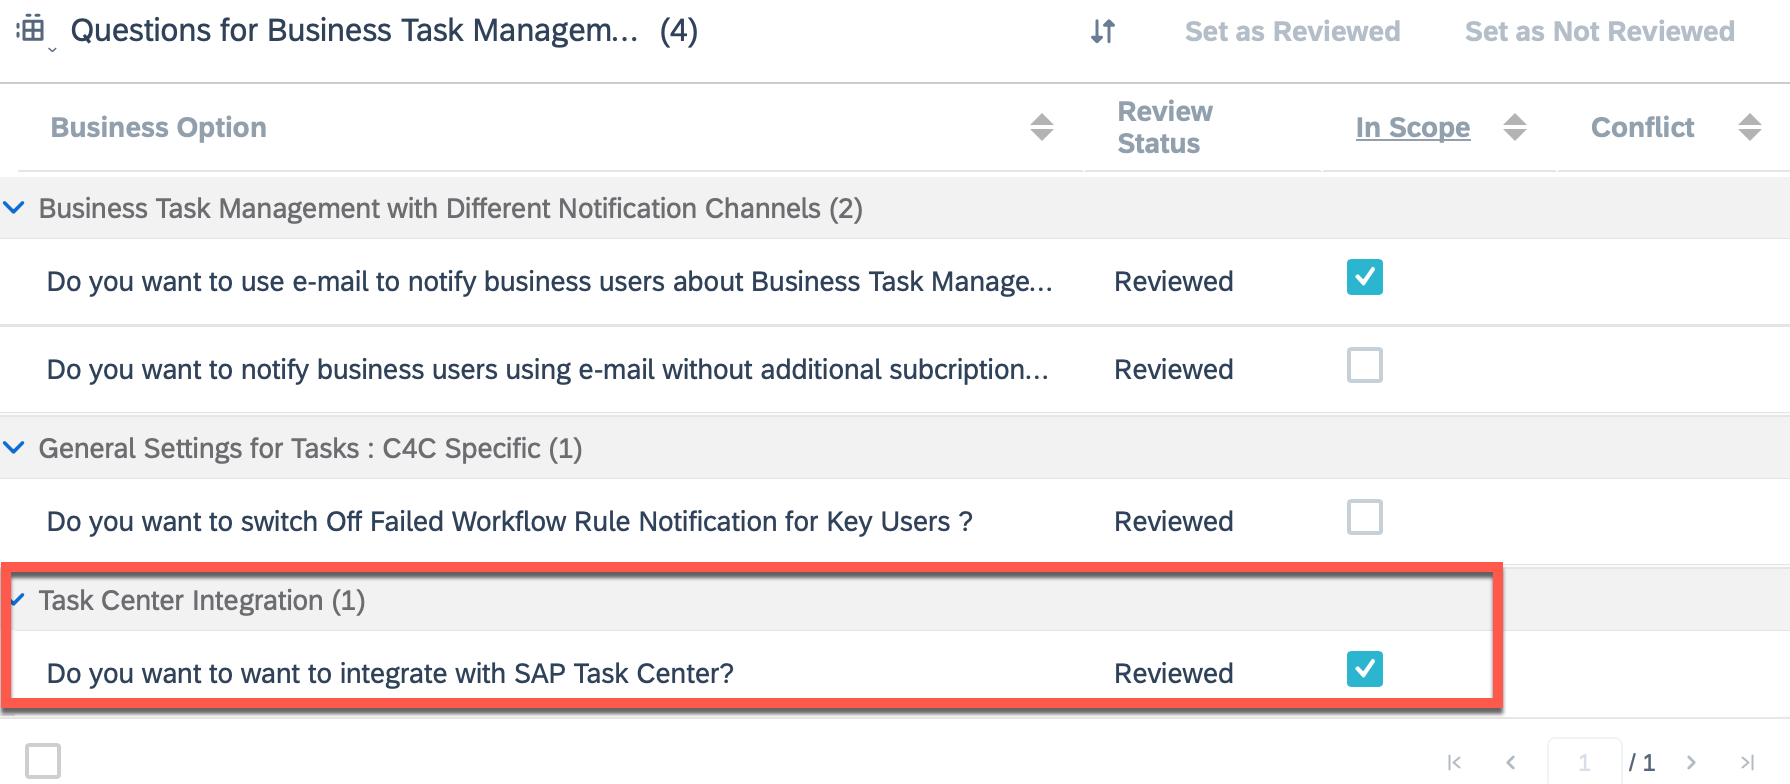 Questions for Business Task Managem... (4)
Set as Reviewed
Set as Not Reviewed
Business Option
Review Status
In Scope
Conflict
Business Task Management with Different Notification Channels (2)
Do you want to use e-mail to notify business users about Business Task Manage... Reviewed
Do you want to notify business users using e-mail without additional subcription... Reviewed
General Settings for Tasks : C4C Specific (1)
Do you want to switch Off Failed Workflow Rule Notification for Key Users ? Reviewed
Task Center Integration (1)
Do you want to want to integrate with SAP Task Center? Reviewed
1 / 1